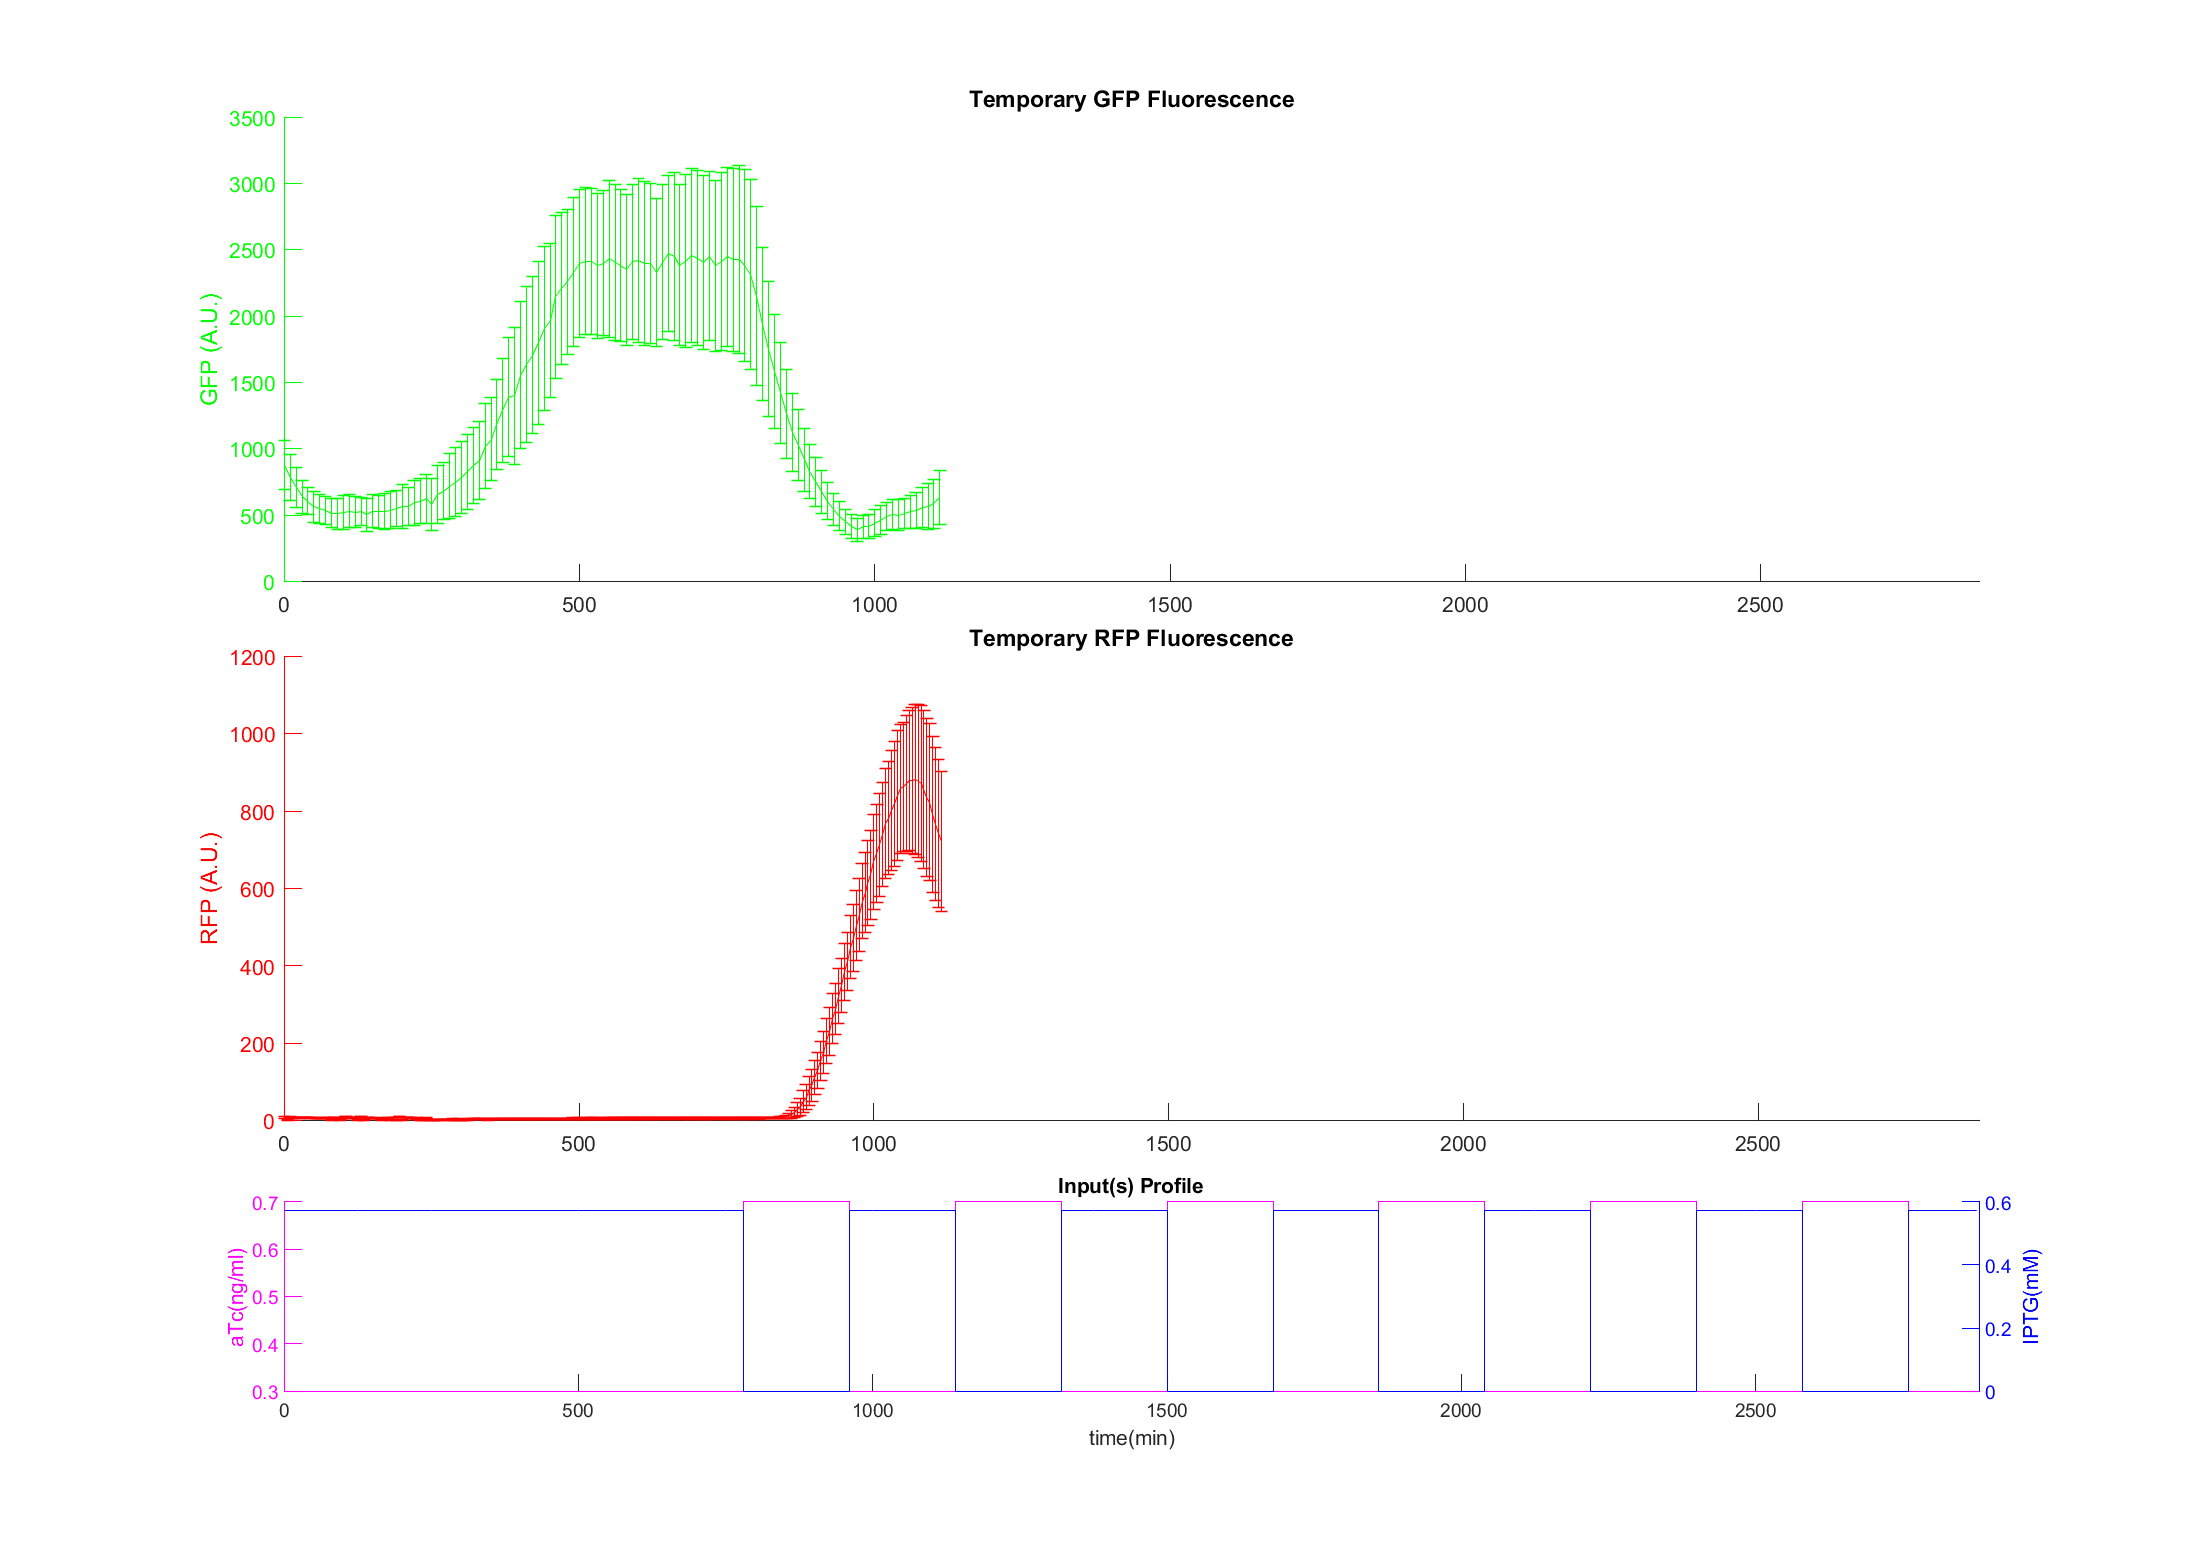 Temporary GFP Fluorescence
3500
3000
2500
2000
1500
1000
500
0
GFP (A.U.)
0 500 1000 1500 2000 2500
Temporary RFP Fluorescence
1200
1000
800
600
400
200
0
RFP (A.U.)
0 500 1000 1500 2000 2500
Input(s) Profile
0.7
0.6
0.5
0.4
0.3
aTc(ng/ml)
0.6
0.4
0.2
0
IPTG(mM)
0 500 1000 1500 2000 2500
time(min)